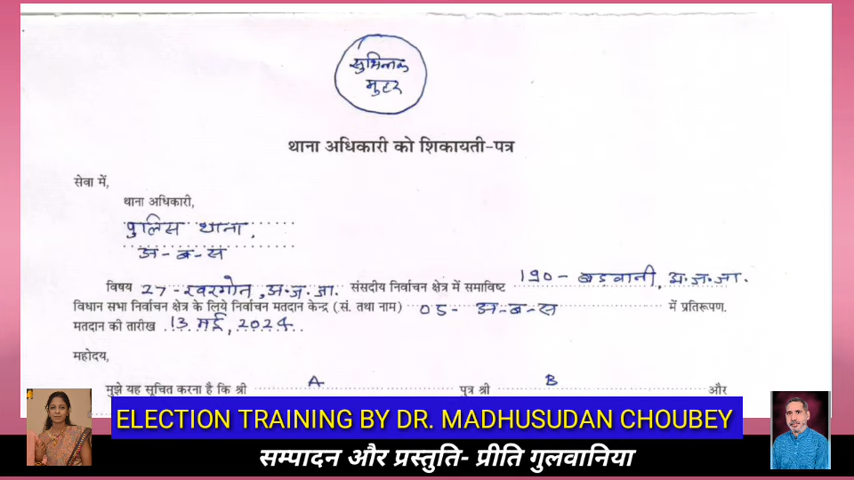 सुभिन्नक
मुहर
थाना अधिकारी को शिकायती-पत्र
सेवा में,
थाना अधिकारी,
पुलिस थाना,
अ-ब-स
विषय 27-खरगोन, अ.ज.जा. संसदीय निर्वाचन क्षेत्र में समाविष्ट 190- बड़वानी, अ.ज.जा.
विधान सभा निर्वाचन क्षेत्र के लिये निर्वाचन मतदान केन्द्र (सं. तथा नाम) 05- अ-ब-स में प्रतिरूपण.
मतदान की तारीख 13 मई, 2024
महोदय,
मुझे यह सूचित करना है कि श्री A पुत्र श्री B और
ELECTION TRAINING BY DR. MADHUSUDAN CHOUBEY
सम्पादन और प्रस्तुति- प्रीति गुलवानिया